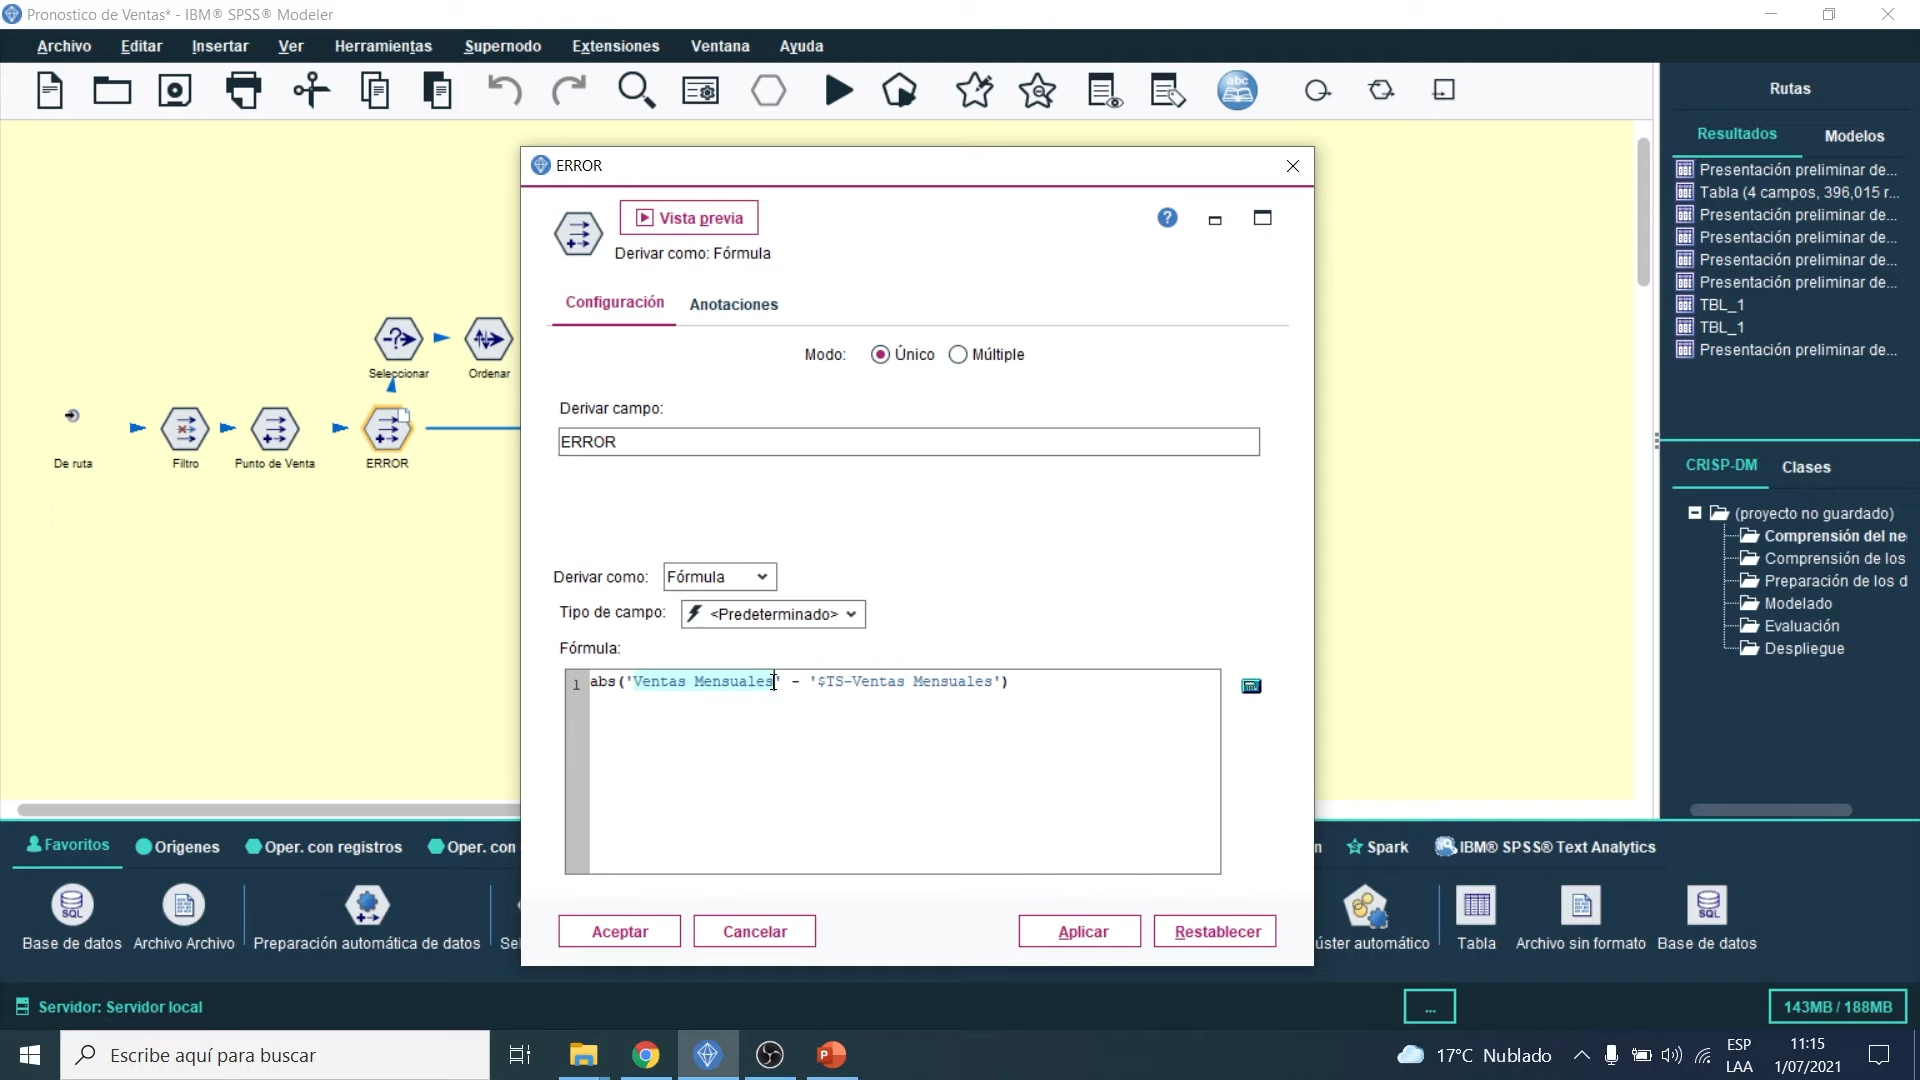 Pronostico de Ventas* - IBM® SPSS® Modeler
Archivo Editar Insertar Ver Herramientas Supernodo Extensiones Ventana Ayuda
abc
Rutas
Resultados Modelos
Presentación preliminar de...
Tabla (4 campos, 396,015 r...
Presentación preliminar de...
Presentación preliminar de...
Presentación preliminar de...
Presentación preliminar de...
TBL_1
TBL_1
Presentación preliminar de...
CRISP-DM Clases
(proyecto no guardado)
Comprensión del ne
Comprensión de los
Preparación de los d
Modelado
Evaluación
Despliegue
Seleccionar Ordenar
De ruta Filtro Punto de Venta ERROR
ERROR
Vista previa
Derivar como: Fórmula
Configuración Anotaciones
Modo: Único Múltiple
Derivar campo:
ERROR
Derivar como: Fórmula
Tipo de campo: <Predeterminado>
Fórmula:
1 abs('Ventas Mensuales' - '$TS-Ventas Mensuales')
Aceptar Cancelar Aplicar Restablecer
Favoritos Orígenes Oper. con registros Oper. con n Spark IBM® SPSS® Text Analytics
SQL SQL
Base de datos Archivo Archivo Preparación automática de datos Sel úster automático Tabla Archivo sin formato Base de datos
Servidor: Servidor local ... 143MB / 188MB
Escribe aquí para buscar
17°C Nublado
ESP
LAA
11:15
1/07/2021